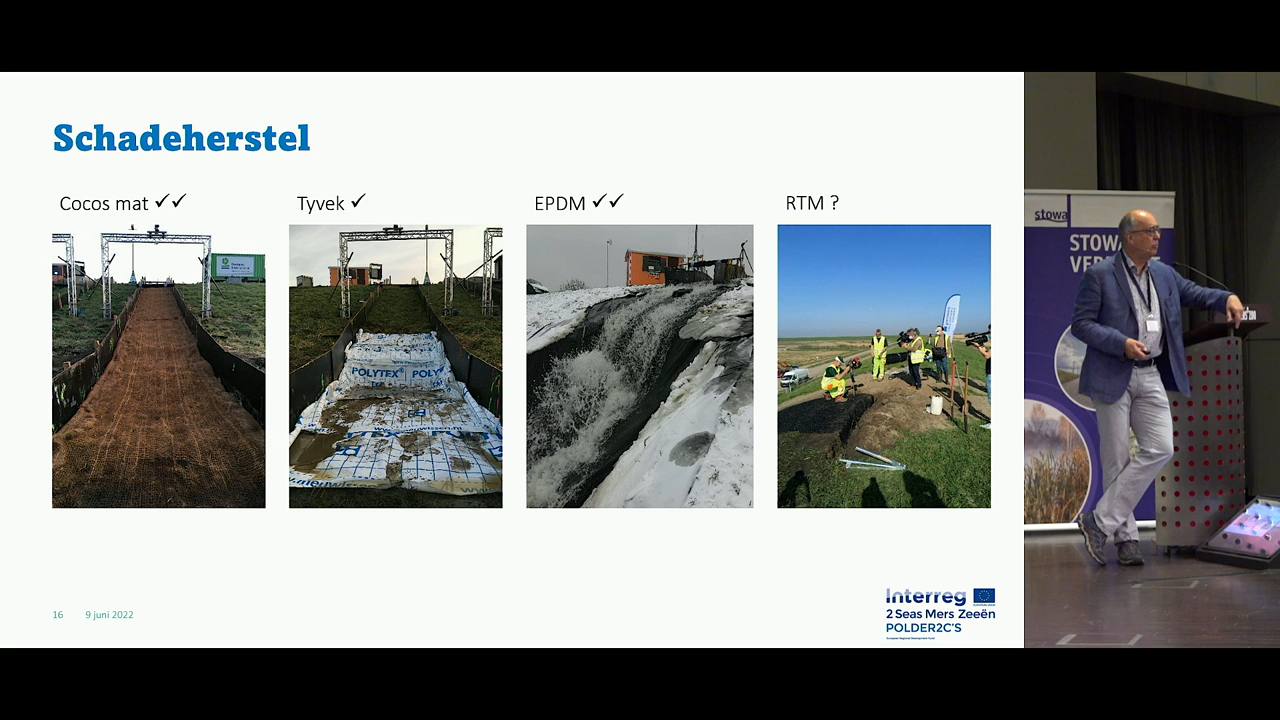 Schadeherstel
Cocos mat ✓✓
Tyvek ✓
EPDM ✓✓
RTM ?
POLYTEX® POLY
16 9 juni 2022
Interreg
2 Seas Mers Zeeën
POLDER2C'S
stowa
STOWA